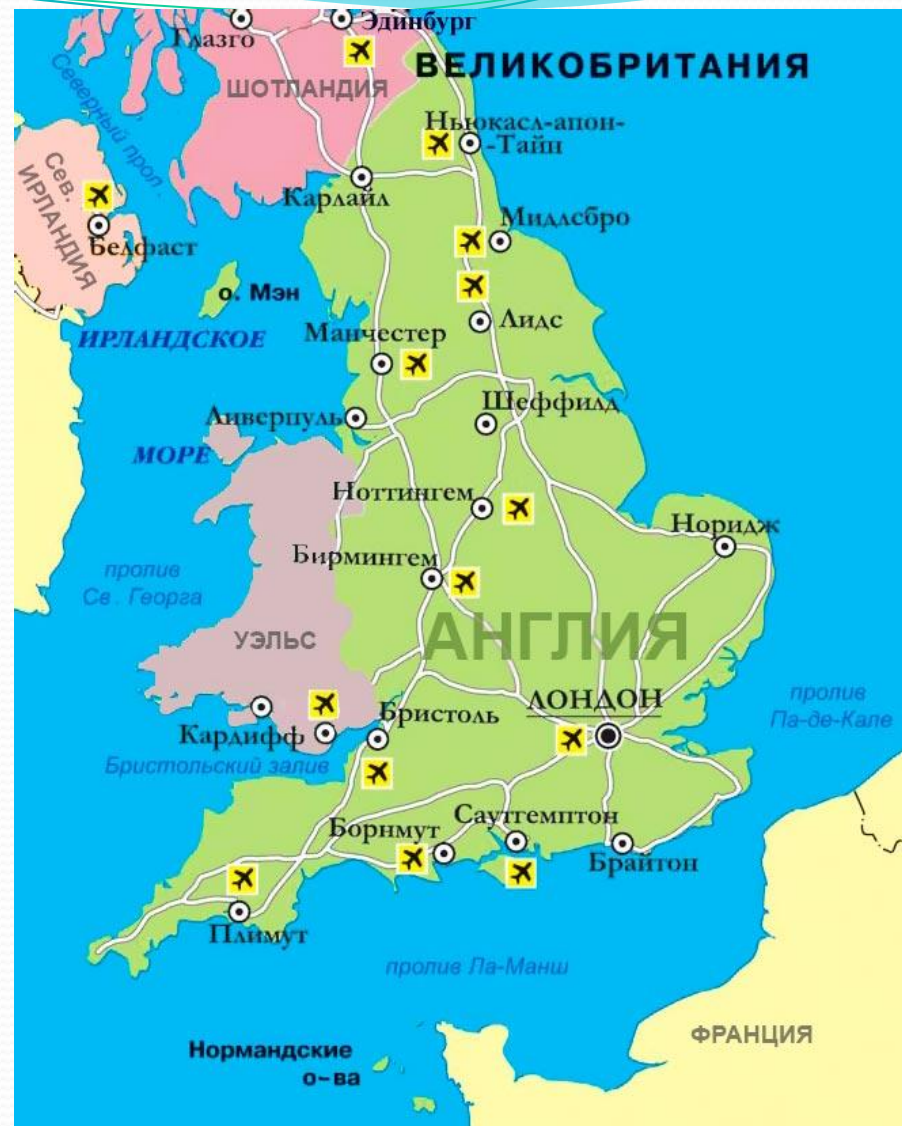 Эдинбург
Глазго
ВЕЛИКОБРИТАНИЯ
ШОТЛАНДИЯ
Северный прол.
Ньюкасл-апон-
-Тайн
Карлайл
Сев.
ИРЛАНДИЯ
Белфаст
Мидлсбро
о. Мэн
Лидс
ИРЛАНДСКОЕ
Манчестер
Ливерпуль
Шеффилд
МОРЕ
Ноттингем
Норидж
Бирмингем
пролив
Св. Георга
УЭЛЬС
АНГЛИЯ
ЛОНДОН
пролив
Па-де-Кале
Бристоль
Кардифф
Бристольский залив
Саутгемптон
Борнмут
Брайтон
Плимут
пролив Ла-Манш
ФРАНЦИЯ
Нормандские
о-ва